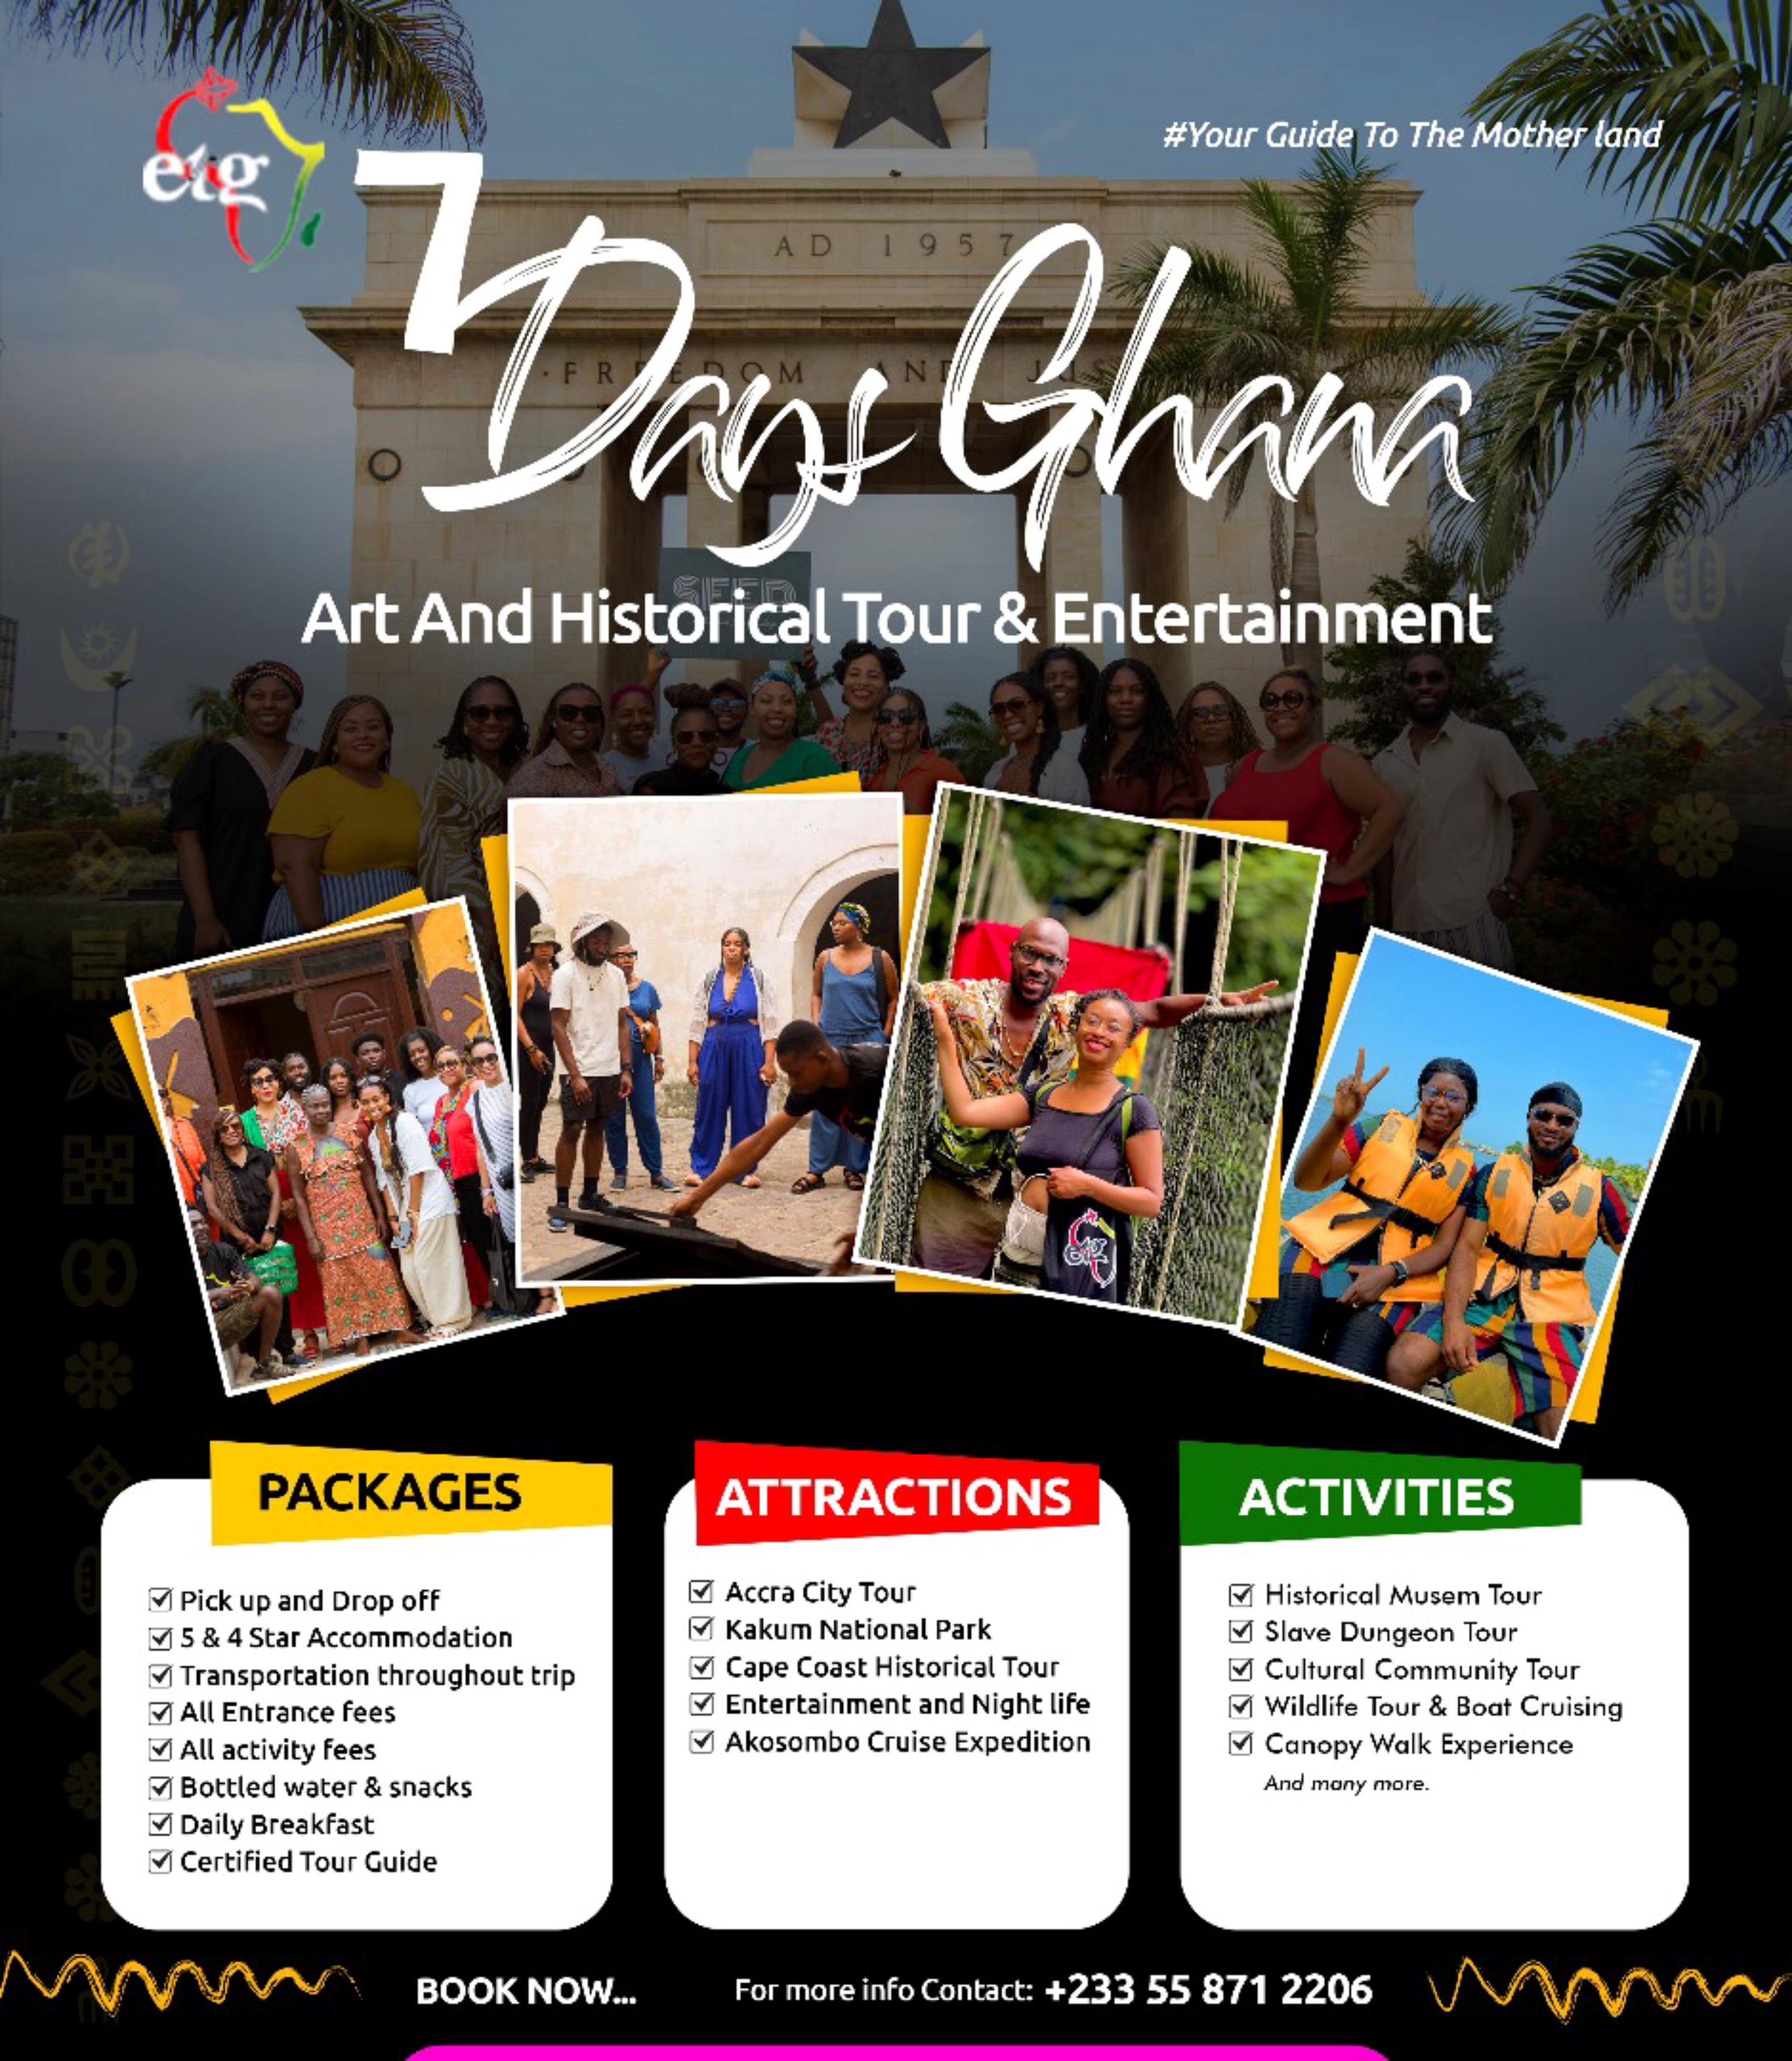 etg
#Your Guide To The Mother land
AD 1957
7 Days Ghana
FREEDOM AND JUS
SEED
Art And Historical Tour & Entertainment
etg
PACKAGES
Pick up and Drop off
5 & 4 Star Accommodation
Transportation throughout trip
All Entrance fees
All activity fees
Bottled water & snacks
Daily Breakfast
Certified Tour Guide
ATTRACTIONS
Accra City Tour
Kakum National Park
Cape Coast Historical Tour
Entertainment and Night life
Akosombo Cruise Expedition
ACTIVITIES
Historical Musem Tour
Slave Dungeon Tour
Cultural Community Tour
Wildlife Tour & Boat Cruising
Canopy Walk Experience
And many more.
BOOK NOW...
For more info Contact: +233 55 871 2206